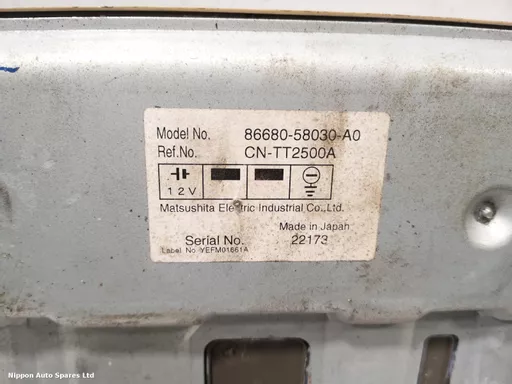 Model No. 86680-58030-A0
Ref.No. CN-TT2500A
12V
Matsushita Electric Industrial Co., Ltd.
Made in Japan
Serial No. 22173
Label No. YEFM01661A
Nippon Auto Spares Ltd